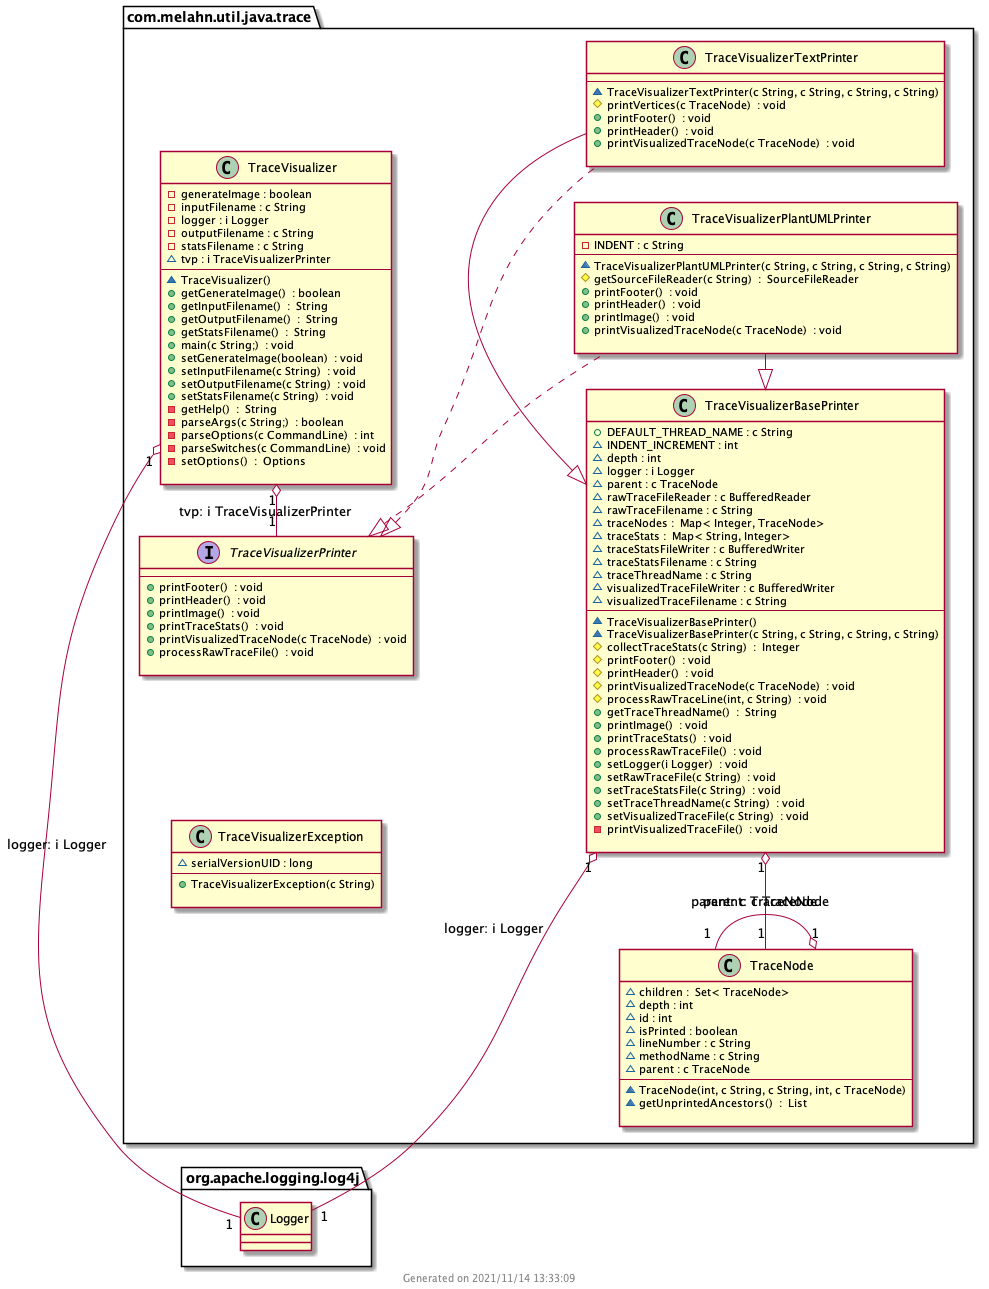 com.melahn.util.java.trace
C TraceVisualizerTextPrinter
TraceVisualizerTextPrinter(c String, c String, c String, c String)
printVertices(c TraceNode) : void
printFooter() : void
printHeader() : void
printVisualizedTraceNode(c TraceNode) : void
C TraceVisualizer
generateImage : boolean
inputFilename : c String
logger : i Logger
outputFilename : c String
statsFilename : c String
tvp : i TraceVisualizerPrinter
TraceVisualizer()
getGenerateImage() : boolean
getInputFilename() : String
getOutputFilename() : String
getStatsFilename() : String
main(c String;) : void
setGenerateImage(boolean) : void
setInputFilename(c String) : void
setOutputFilename(c String) : void
setStatsFilename(c String) : void
getHelp() : String
parseArgs(c String;) : boolean
parseOptions(c CommandLine) : int
parseSwitches(c CommandLine) : void
setOptions() : Options
C TraceVisualizerPlantUMLPrinter
INDENT : c String
TraceVisualizerPlantUMLPrinter(c String, c String, c String, c String)
getSourceFileReader(c String) : SourceFileReader
printFooter() : void
printHeader() : void
printImage() : void
printVisualizedTraceNode(c TraceNode) : void
C TraceVisualizerBasePrinter
DEFAULT_THREAD_NAME : c String
INDENT_INCREMENT : int
depth : int
logger : i Logger
parent : c TraceNode
rawTraceFileReader : c BufferedReader
rawTraceFilename : c String
traceNodes : Map< Integer, TraceNode>
traceStats : Map< String, Integer>
traceStatsFileWriter : c BufferedWriter
traceStatsFilename : c String
traceThreadName : c String
visualizedTraceFileWriter : c BufferedWriter
visualizedTraceFilename : c String
TraceVisualizerBasePrinter()
TraceVisualizerBasePrinter(c String, c String, c String, c String)
collectTraceStats(c String) : Integer
printFooter() : void
printHeader() : void
printVisualizedTraceNode(c TraceNode) : void
processRawTraceLine(int, c String) : void
getTraceThreadName() : String
printImage() : void
printTraceStats() : void
processRawTraceFile() : void
setLogger(i Logger) : void
setRawTraceFile(c String) : void
setTraceStatsFile(c String) : void
setTraceThreadName(c String) : void
setVisualizedTraceFile(c String) : void
printVisualizedTraceFile() : void
1
1
tvp: i TraceVisualizerPrinter
1
I TraceVisualizerPrinter
printFooter() : void
printHeader() : void
printImage() : void
printTraceStats() : void
printVisualizedTraceNode(c TraceNode) : void
processRawTraceFile() : void
C TraceVisualizerException
serialVersionUID : long
TraceVisualizerException(c String)
logger: i Logger
1
1
logger: i Logger
parent: c TraceNode
parent: c TraceNode
1
1
1
C TraceNode
children : Set< TraceNode>
depth : int
id : int
isPrinted : boolean
lineNumber : c String
methodName : c String
parent : c TraceNode
TraceNode(int, c String, c String, int, c TraceNode)
getUnprintedAncestors() : List
org.apache.logging.log4j
C Logger
1
1
Generated on 2021/11/14 13:33:09